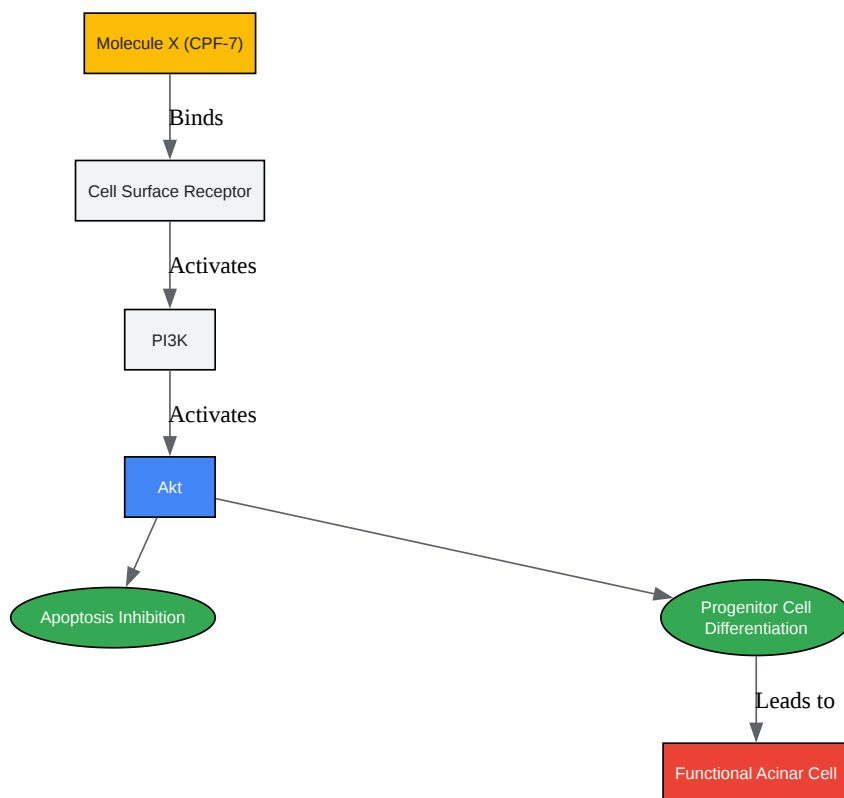 Molecule X (CPF-7)
Binds
Cell Surface Receptor
Activates
PI3K
Activates
Akt
Apoptosis Inhibition
Progenitor Cell
Differentiation
Leads to
Functional Acinar Cell